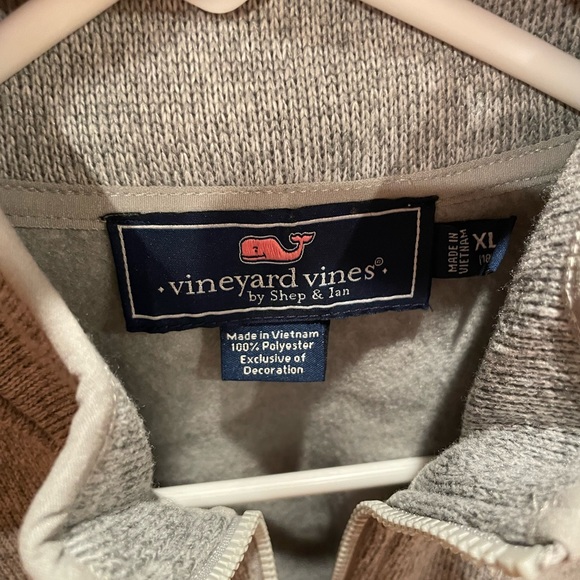 vineyard vines®
by Shep & Ian
Made in Vietnam
100% Polyester
Exclusive of
Decoration
MADE IN
VIETNAM
XL